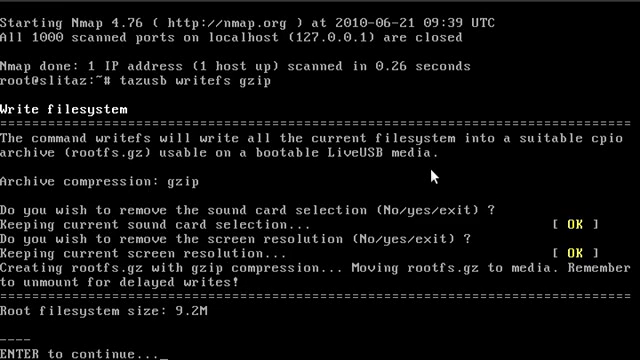 Starting Nmap 4.76 ( http://nmap.org ) at 2010-06-21 09:39 UTC
All 1000 scanned ports on localhost (127.0.0.1) are closed
Nmap done: 1 IP address (1 host up) scanned in 0.26 seconds
root@slitaz:~# tazusb writefs gzip
Write filesystem
================================================================================
The command writefs will write all the current filesystem into a suitable cpio
archive (rootfs.gz) usable on a bootable LiveUSB media.
Archive compression: gzip
Do you wish to remove the sound card selection (No/yes/exit) ?
Keeping current sound card selection... [ OK ]
Do you wish to remove the screen resolution (No/yes/exit) ?
Keeping current screen resolution... [ OK ]
Creating rootfs.gz with gzip compression... Moving rootfs.gz to media. Remember
to unmount for delayed writes!
================================================================================
Root filesystem size: 9.2M
----
ENTER to continue..._